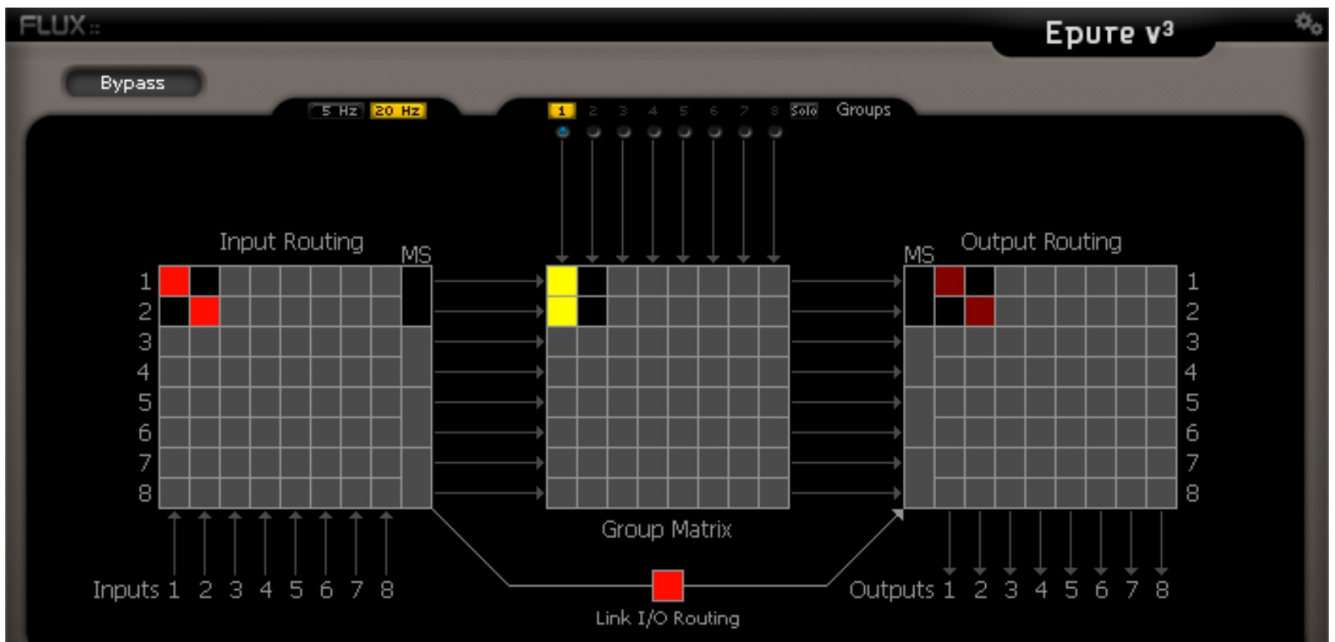 FLUX::
Epure v³
Bypass
5 Hz 20 Hz
1 2 3 4 5 6 7 8 Solo Groups
Input Routing
MS
MS
Output Routing
1 1
2 2
3 3
4 4
5 5
6 6
7 7
8 8
Group Matrix
Inputs 1 2 3 4 5 6 7 8
Outputs 1 2 3 4 5 6 7 8
Link I/O Routing